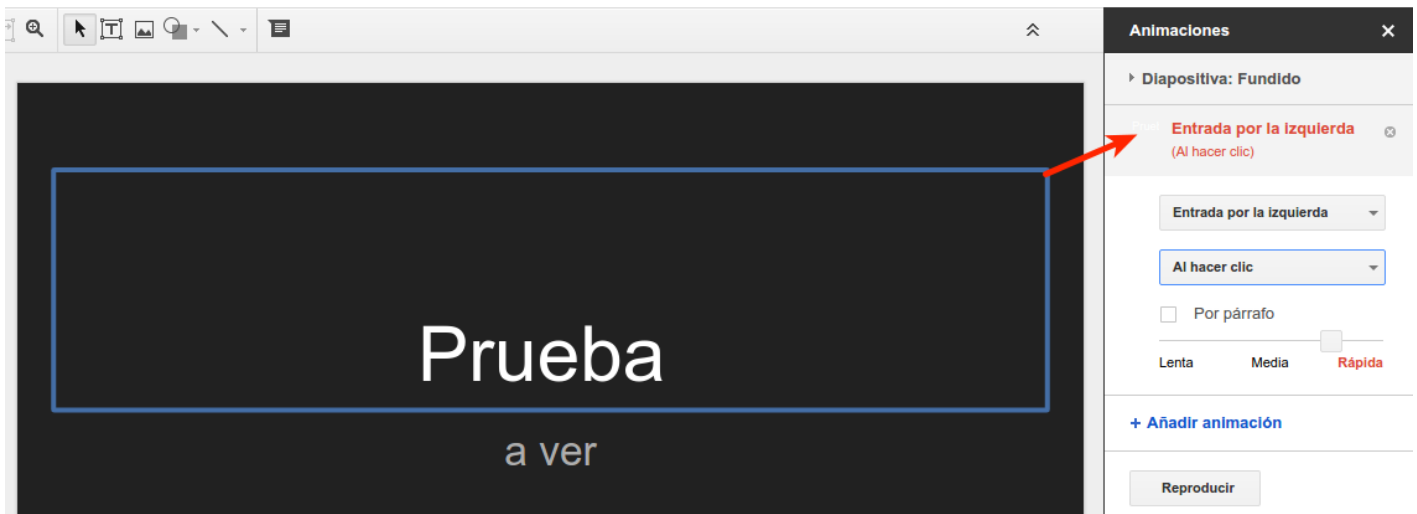 Animaciones
Diapositiva: Fundido
Entrada por la izquierda
(Al hacer clic)
Entrada por la izquierda
Al hacer clic
Por párrafo
Lenta Media Rápida
+ Añadir animación
Reproducir
Prueba
a ver